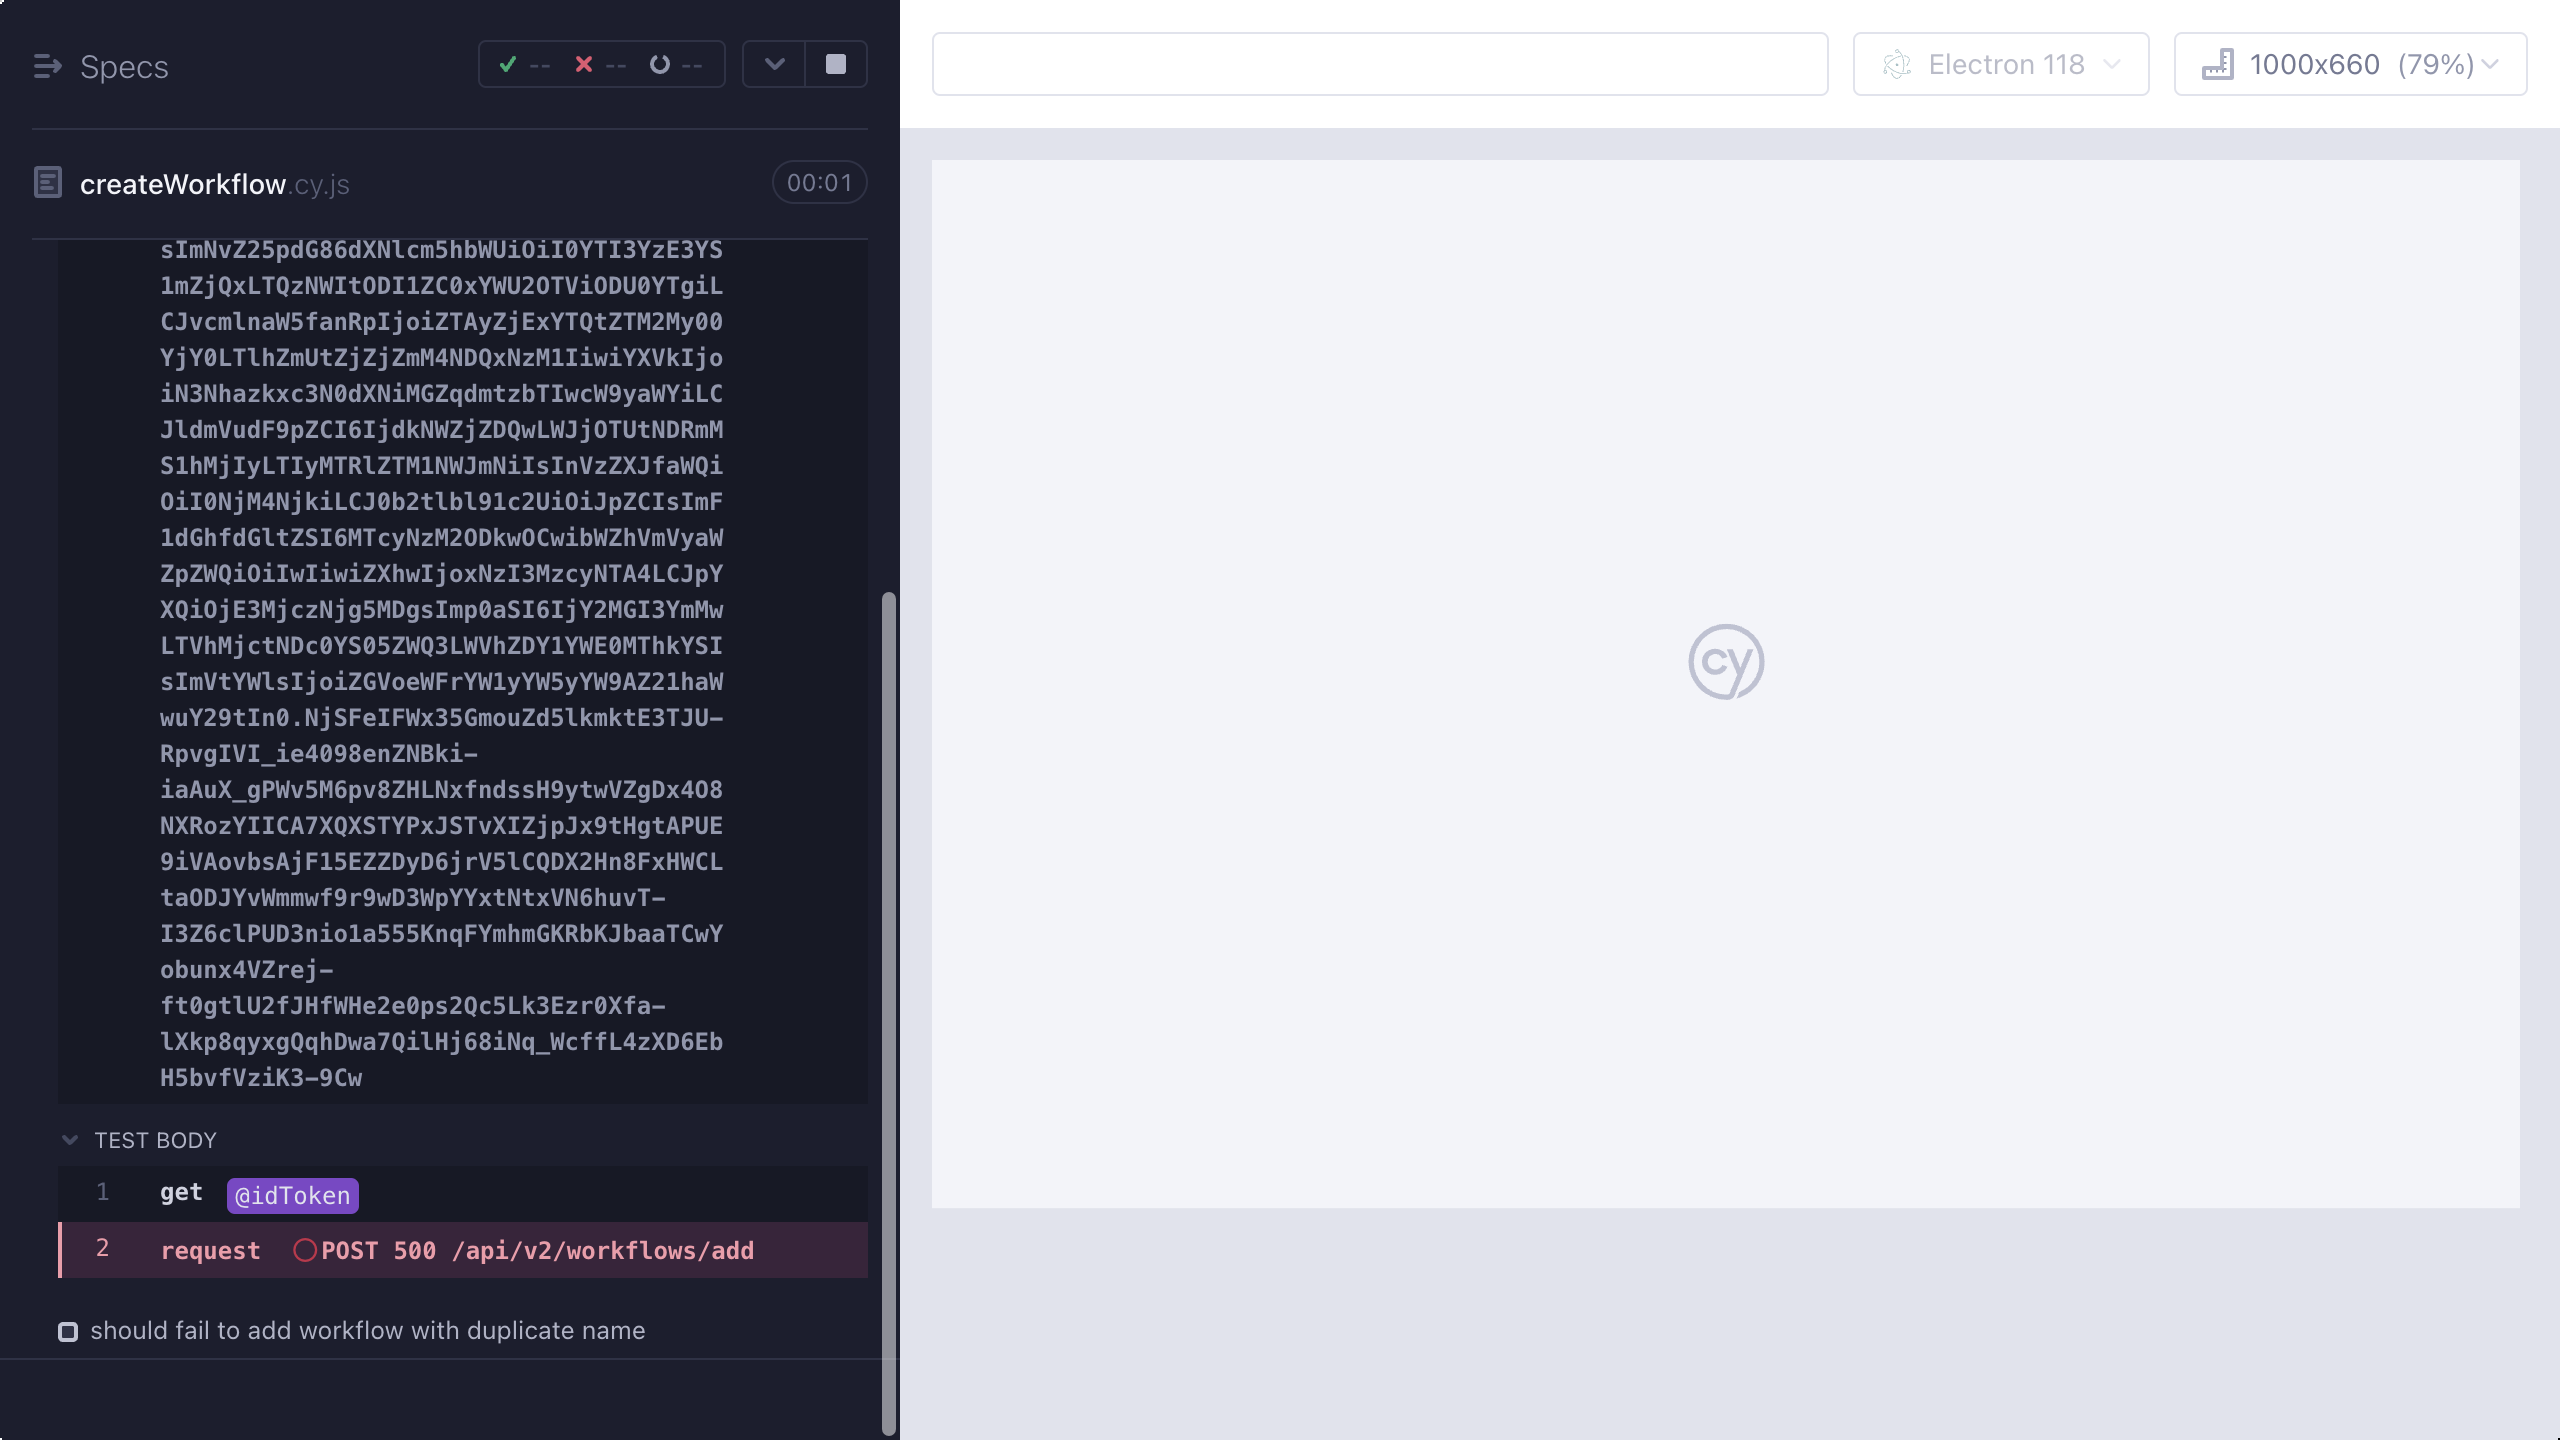 Specs
-- -- --
createWorkflow.cy.js
00:01
sImNvZ25pdG86dXNlcm5hbWUiOiI0YTI3YzE3YS
1mZjQxLTQzNWItODI1ZC0xYWU2OTViODU0YTgiL
CJvcmlnaW5fanRpIjoiZTAyZjExYTQtZTM2My00
YjY0LTlhZmUtZjZjZmM4NDQxNzM1IiwiYXVkIjo
iN3Nhazkxc3N0dXNiMGZqdmtzbTIwcW9yaWYiLC
JldmVudF9pZCI6IjdkNWZjZDQwLWJjOTUtNDRmM
S1hMjIyLTIyMTRlZTM1NWJmNiIsInVzZXJfaWQi
OiI0NjM4NjkiLCJ0b2tlbl91c2UiOiJpZCIsImF
1dGhfdGltZSI6MTcyNzM2ODkwOCwibWZhVmVyaW
ZpZWQiOiIwIiwiZXhwIjoxNzI3MzcyNTA4LCJpY
XQiOjE3MjczNjg5MDgsImp0aSI6IjY2MGI3YmMw
LTVhMjctNDc0YS05ZWQ3LWVhZDY1YWE0MThkYSI
sImVtYWlsIjoiZGVoeWFrYW1yYW5yYW9AZ21haW
wuY29tIn0.NjSFeIFWx35GmouZd5lkmktE3TJU-
RpvgIVI_ie4098enZNBki-
iaAuX_gPWv5M6pv8ZHLNxfndssH9ytwVZgDx4O8
NXRozYIICA7XQXSTYPxJSTvXIZjpJx9tHgtAPUE
9iVAovbsAjF15EZZDyD6jrV5lCQDX2Hn8FxHWCL
taODJYvWmmwf9r9wD3WpYYxtNtxVN6huvT-
I3Z6clPUD3nio1a555KnqFYmhmGKRbKJbaaTCwY
obunx4VZrej-
ft0gtlU2fJHfWHe2e0ps2Qc5Lk3Ezr0Xfa-
lXkp8qyxgQqhDwa7QilHj68iNq_WcffL4zXD6Eb
H5bvfVziK3-9Cw
TEST BODY
1 get @idToken
2 request POST 500 /api/v2/workflows/add
should fail to add workflow with duplicate name
Electron 118
1000x660 (79%)
cy